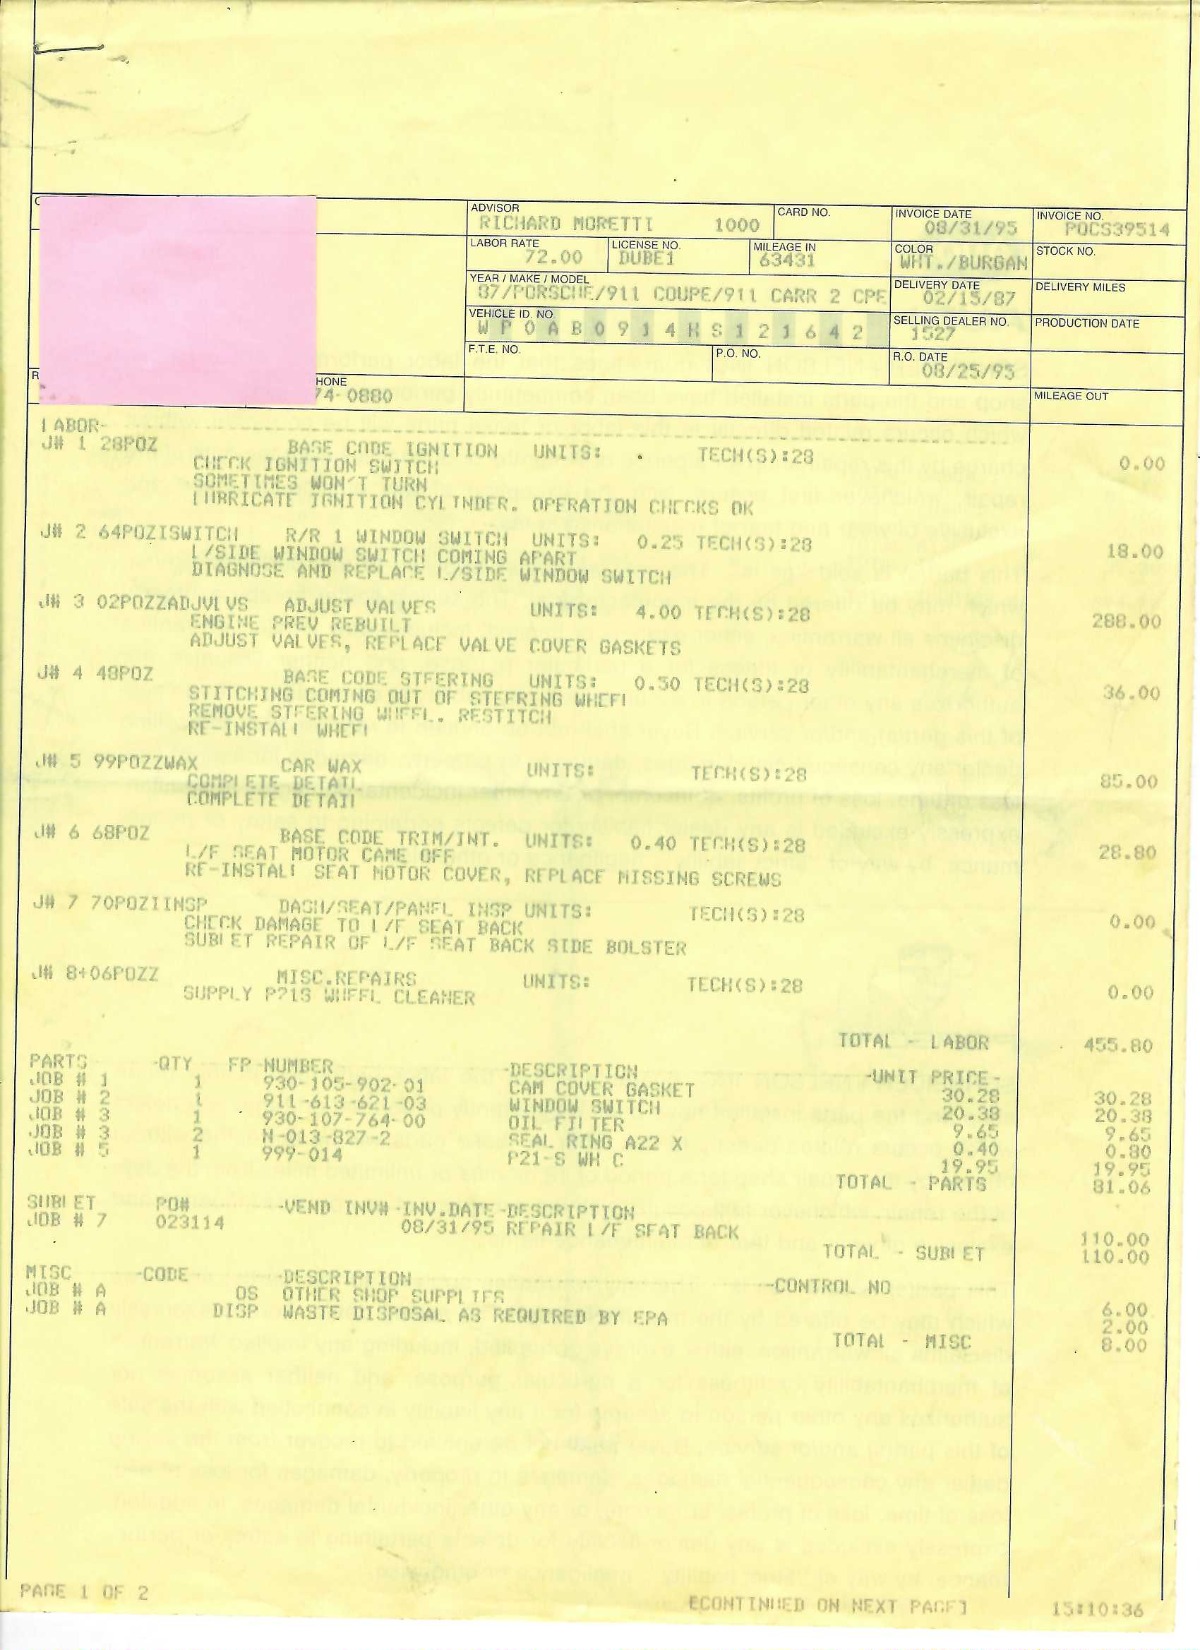 ADVISOR
RICHARD MORETTI 1000
CARD NO.
INVOICE DATE
08/31/95
INVOICE NO.
POCS39514
LABOR RATE
72.00
LICENSE NO.
DUBE1
MILEAGE IN
63431
COLOR
WHT./BURGAN
STOCK NO.
YEAR / MAKE / MODEL
87/PORSCHE/911 COUPE/911 CARR 2 CPE
DELIVERY DATE
02/15/87
DELIVERY MILES
VEHICLE ID. NO.
WP0AB0914HS121642
SELLING DEALER NO.
1527
PRODUCTION DATE
F.T.E. NO.
P.O. NO.
R.O. DATE
08/25/95
R
HONE
74-0880
MILEAGE OUT
LABOR-
J# 1 28POZ BASE CODE IGNITION UNITS: . TECH(S):28 0.00
CHECK IGNITION SWITCH
SOMETIMES WON'T TURN
LUBRICATE IGNITION CYLINDER. OPERATION CHECKS OK
J# 2 64POZISWITCH R/R 1 WINDOW SWITCH UNITS: 0.25 TECH(S):28 18.00
L/SIDE WINDOW SWITCH COMING APART
DIAGNOSE AND REPLACE L/SIDE WINDOW SWITCH
J# 3 02POZZADJVLVS ADJUST VALVES UNITS: 4.00 TECH(S):28 288.00
ENGINE PREV REBUILT
ADJUST VALVES, REPLACE VALVE COVER GASKETS
J# 4 48POZ BASE CODE STEERING UNITS: 0.50 TECH(S):28 36.00
STITCHING COMING OUT OF STEERING WHEEL
REMOVE STEERING WHEEL. RESTITCH
RE-INSTALL WHEEL
J# 5 99POZZWAX CAR WAX UNITS: TECH(S):28 85.00
COMPLETE DETAIL
COMPLETE DETAIL
J# 6 68POZ BASE CODE TRIM/INT. UNITS: 0.40 TECH(S):28 28.80
L/F SEAT MOTOR CAME OFF
RE-INSTALL SEAT MOTOR COVER, REPLACE MISSING SCREWS
J# 7 70POZIINSP DASH/SEAT/PANEL INSP UNITS: TECH(S):28 0.00
CHECK DAMAGE TO L/F SEAT BACK
SUBLET REPAIR OF L/F SEAT BACK SIDE BOLSTER
J# 8+06POZZ MISC.REPAIRS UNITS: TECH(S):28 0.00
SUPPLY P21S WHEEL CLEANER
TOTAL - LABOR 455.80
PARTS -QTY FP-NUMBER -DESCRIPTION -UNIT PRICE-
JOB # 1 1 930-105-902-01 CAM COVER GASKET 30.28 30.28
JOB # 2 1 911-613-621-03 WINDOW SWITCH 20.38 20.38
JOB # 3 1 930-107-764-00 OIL FILTER 9.65 9.65
JOB # 3 2 N-013-827-2 SEAL RING A22 X 0.40 0.80
JOB # 5 1 999-014 P21-S WH C 19.95 19.95
TOTAL - PARTS 81.06
SUBLET PO# -VEND INV#-INV.DATE-DESCRIPTION
JOB # 7 023114 08/31/95 REPAIR L/F SEAT BACK 110.00
TOTAL - SUBLET 110.00
MISC -CODE- -DESCRIPTION -CONTROL NO
JOB # A OS OTHER SHOP SUPPLIES 6.00
JOB # A DISP WASTE DISPOSAL AS REQUIRED BY EPA 2.00
TOTAL - MISC 8.00
PAGE 1 OF 2
[CONTINUED ON NEXT PAGE]
15:10:36